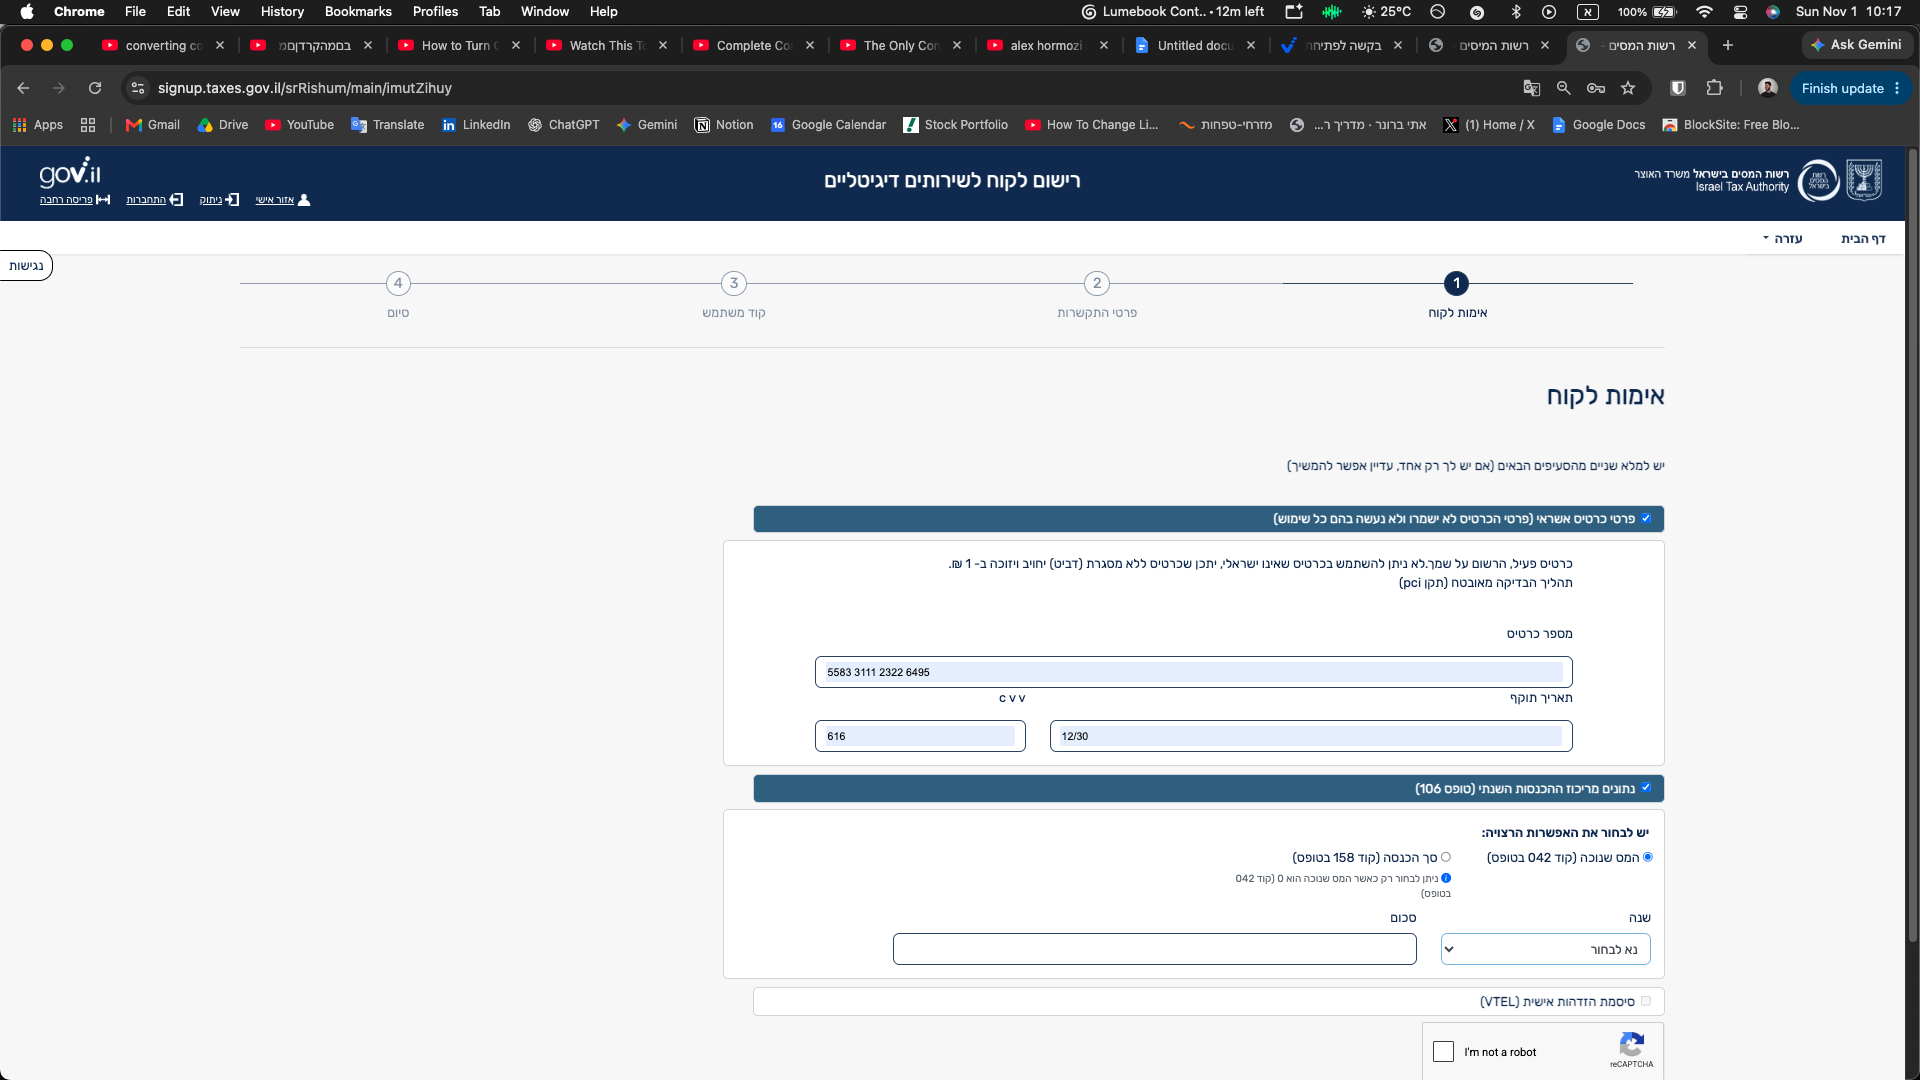 Chrome File Edit View History Bookmarks Profiles Tab Window Help
Lumebook Cont.. • 12m left 25°C א 100% Sun Nov 1 10:17
converting co
במהקרדןםמ
How to Turn C
Watch This To
Complete Co
The Only Con
alex hormozi
Untitled docu
בקשה לפתיחת
רשות המיסים -
רשות המסים -
Ask Gemini
signup.taxes.gov.il/srRishum/main/imutZihuy
Finish update
Apps
Gmail
Drive
YouTube
Translate
LinkedIn
ChatGPT
Gemini
Notion
Google Calendar
Stock Portfolio
How To Change Li...
מזרחי-טפחות
אתי ברונר · מדריך ר...
(1) Home / X
Google Docs
BlockSite: Free Blo...
gov.il
רישום לקוח לשירותים דיגיטליים
רשות המסים בישראל משרד האוצר
Israel Tax Authority
אזור אישי
ניתוק
התחברות
פריסה רחבה
דף הבית
עזרה
נגישות
1
2
3
4
אימות לקוח
פרטי התקשרות
קוד משתמש
סיום
אימות לקוח
יש למלא שניים מהסעיפים הבאים (אם יש לך רק אחד, עדיין אפשר להמשיך)
פרטי כרטיס אשראי (פרטי הכרטיס לא ישמרו ולא נעשה בהם כל שימוש)
כרטיס פעיל, הרשום על שמך.לא ניתן להשתמש בכרטיס שאינו ישראלי, יתכן שכרטיס ללא מסגרת (דביט) יחויב ויזוכה ב- 1 ₪.
תהליך הבדיקה מאובטח (תקן pci)
מספר כרטיס
5583 3111 2322 6495
תאריך תוקף
c v v
12/30
616
נתונים מריכוז ההכנסות השנתי (טופס 106)
יש לבחור את האפשרות הרצויה:
המס שנוכה (קוד 042 בטופס)
סך הכנסה (קוד 158 בטופס)
ניתן לבחור רק כאשר המס שנוכה הוא 0 (קוד 042
בטופס)
שנה
סכום
נא לבחור
סיסמת הזדהות אישית (VTEL)
I'm not a robot
reCAPTCHA